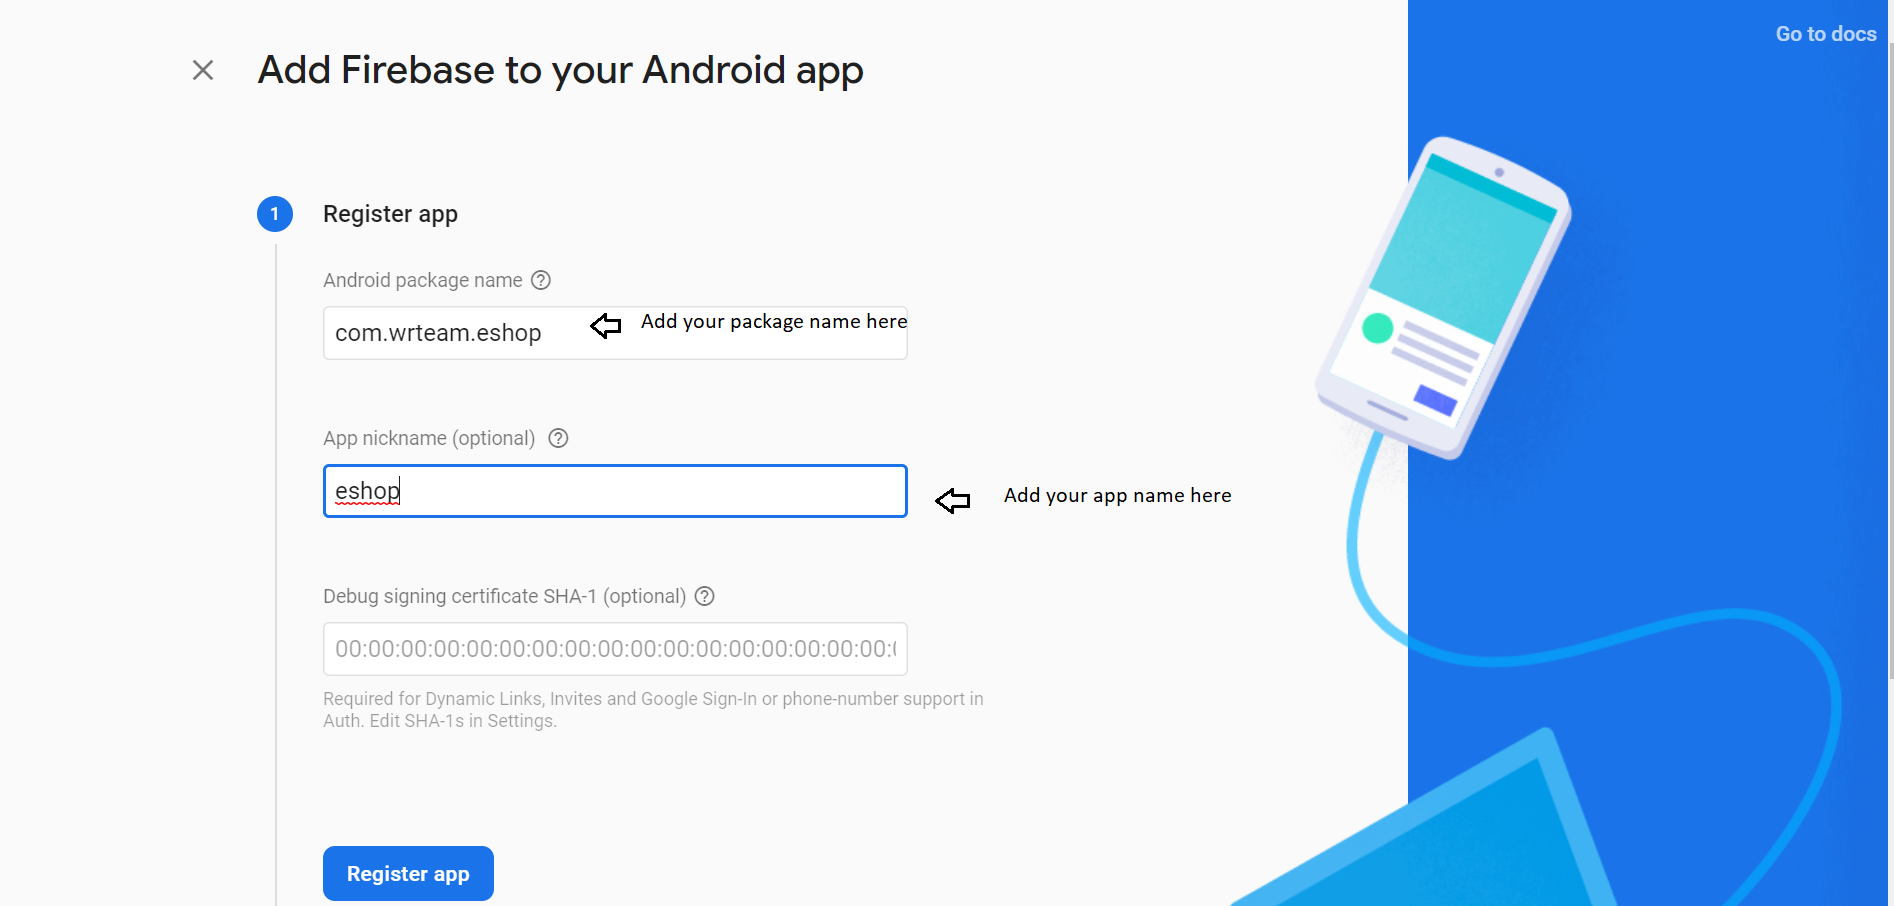 Go to docs
Add Firebase to your Android app
1 Register app
Android package name ?
com.wrteam.eshop Add your package name here
App nickname (optional) ?
eshop
Add your app name here
Debug signing certificate SHA-1 (optional) ?
00:00:00:00:00:00:00:00:00:00:00:00:00:00:00:00:00:
Required for Dynamic Links, Invites and Google Sign-In or phone-number support in
Auth. Edit SHA-1s in Settings.
Register app